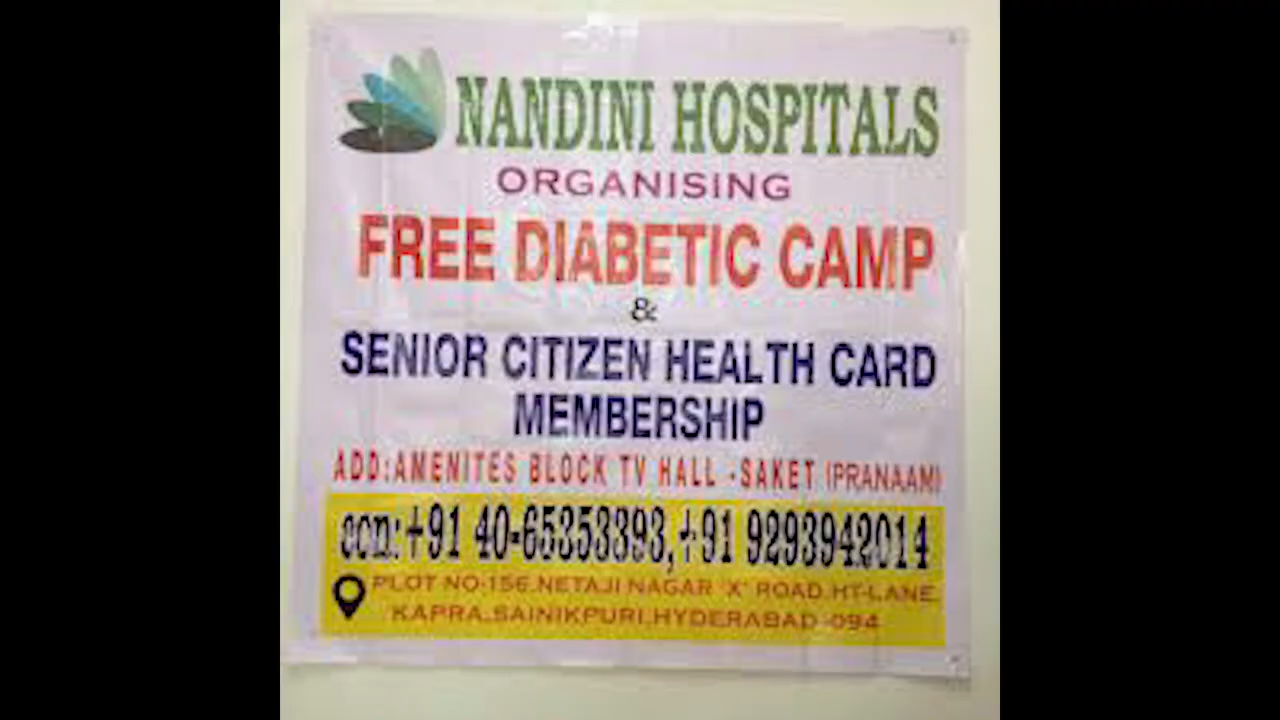 NANDINI HOSPITALS
ORGANISING
FREE DIABETIC CAMP
&
SENIOR CITIZEN HEALTH CARD
MEMBERSHIP
ADD:AMENITES BLOCK TV HALL -SAKET (PRANAAM)
con:+91 40-65353393,+91 9293942014
PLOT NO-156,NETAJI NAGAR 'X' ROAD,HT-LANE,
KAPRA,SAINIKPURI,HYDERABAD -094